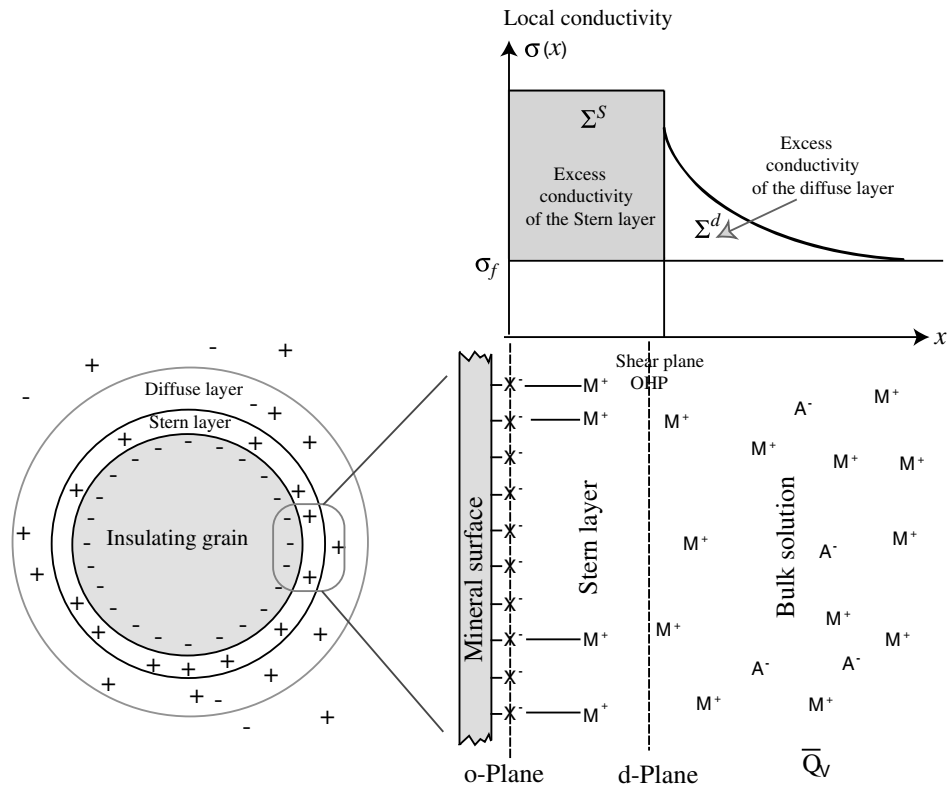 Local conductivity
σ(x)
Σ^S
Excess
conductivity
of the Stern layer
Excess
conductivity
of the diffuse layer
Σ^d
σ_f
x
- + - + -
Diffuse layer
Stern layer
Insulating grain
Shear plane
OHP
Mineral surface
Stern layer
Bulk solution
X⁻ M⁺
X⁻ M⁺
X⁻
X⁻
X⁻
X⁻
X⁻
X⁻ M⁺
X⁻
X⁻ M⁺
M⁺
A⁻
M⁺
M⁺
M⁺
M⁺
M⁺
M⁺
A⁻
M⁺
M⁺
M⁺
A⁻
A⁻
M⁺
M⁺
M⁺
o-Plane
d-Plane
Q̅_V